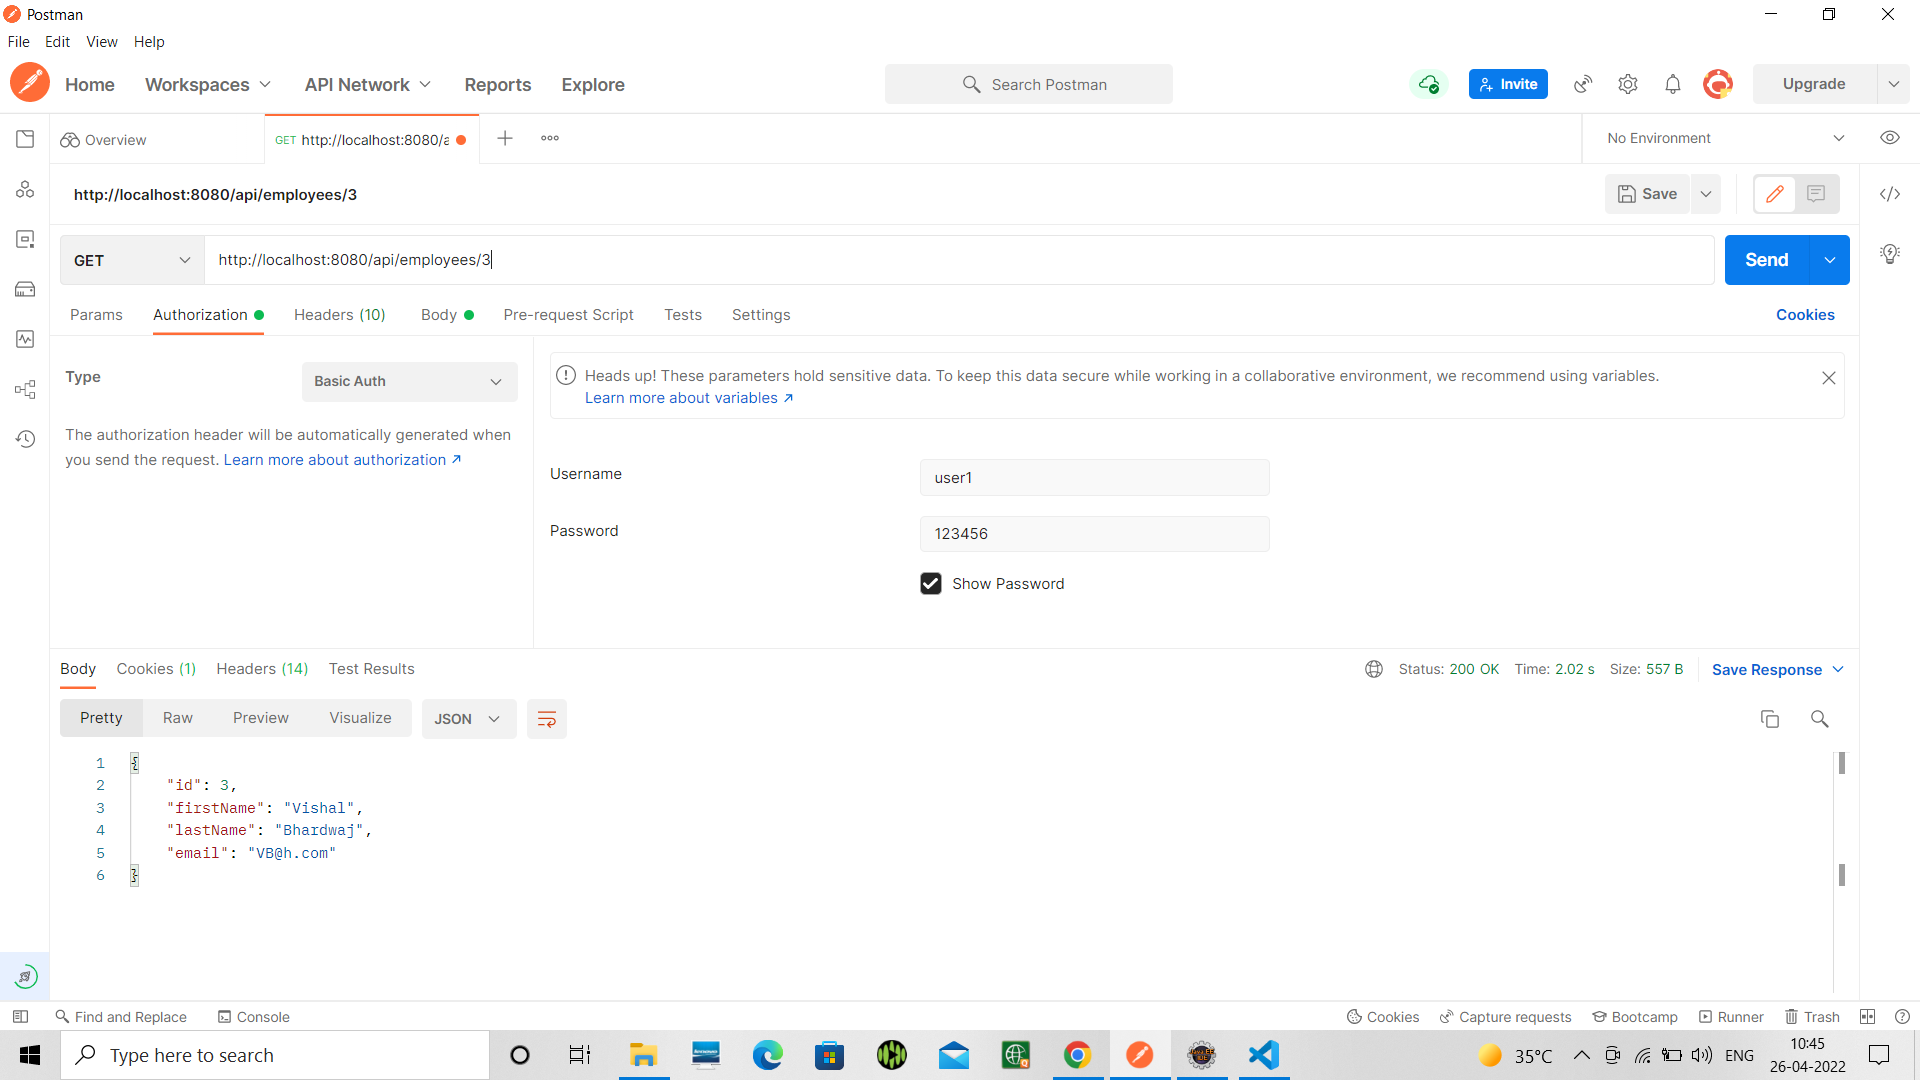 Postman
File Edit View Help
Home Workspaces API Network Reports Explore Search Postman Invite Upgrade
Overview GET http://localhost:8080/a No Environment
http://localhost:8080/api/employees/3 Save
GET http://localhost:8080/api/employees/3 Send
Params Authorization Headers (10) Body Pre-request Script Tests Settings Cookies
Type Basic Auth
The authorization header will be automatically generated when
you send the request. Learn more about authorization ↗
Heads up! These parameters hold sensitive data. To keep this data secure while working in a collaborative environment, we recommend using variables.
Learn more about variables ↗
Username user1
Password 123456
Show Password
Body Cookies (1) Headers (14) Test Results Status: 200 OK Time: 2.02 s Size: 557 B Save Response
Pretty Raw Preview Visualize JSON
1 {
2 "id": 3,
3 "firstName": "Vishal",
4 "lastName": "Bhardwaj",
5 "email": "VB@h.com"
6 }
Find and Replace Console Cookies Capture requests Bootcamp Runner Trash
Type here to search 35°C ENG 10:45
26-04-2022